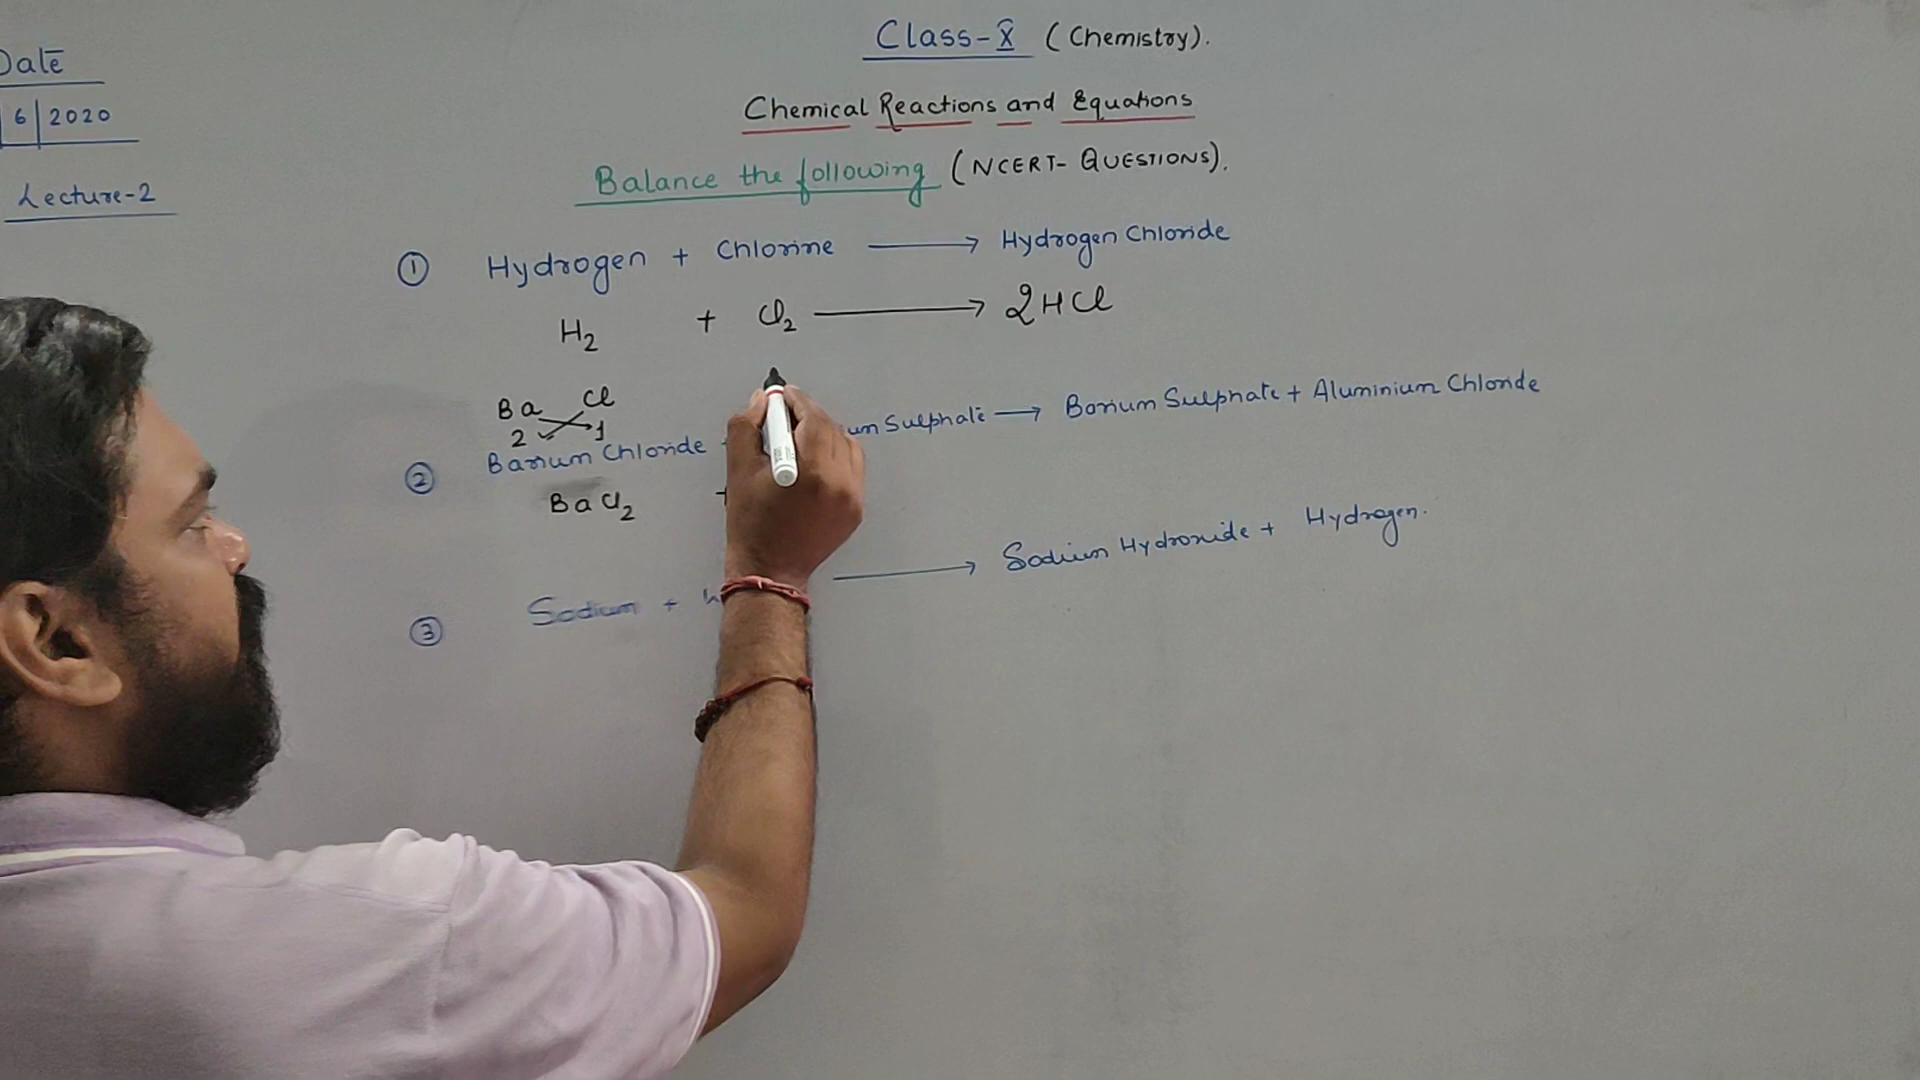 Date
6 | 2020
Lecture-2
Class-X (Chemistry).
Chemical Reactions and Equations
Balance the following (NCERT- QUESTIONS).
① Hydrogen + Chlorine ⟶ Hydrogen Chloride
H₂ + Cl₂ ⟶ 2HCl
Ba Cl
2 1
② Barium Chloride Sulphate ⟶ Barium Sulphate + Aluminium Chloride
BaCl₂ +
③ Sodium + ⟶ Sodium Hydroxide + Hydrogen.